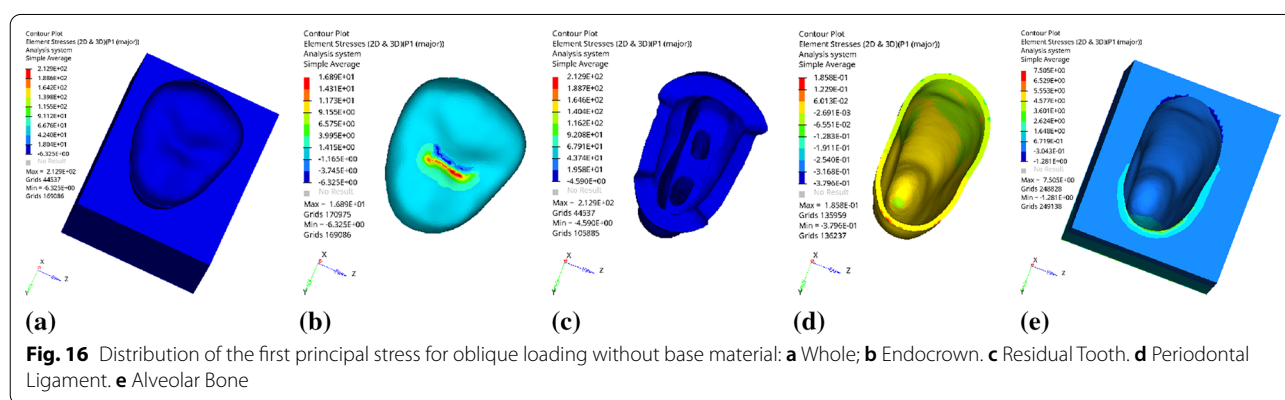 (a)
Contour Plot
Element Stresses (2D & 3D)(P1 (major))
Analysis system
Simple Average
2.129E+02
1.886E+02
1.642E+02
1.398E+02
1.155E+02
9.112E+01
6.676E+01
4.240E+01
1.804E+01
-6.325E+00
No Result
Max = 2.129E+02
Grids 44537
Min = -6.325E+00
Grids 169086
X
Z
Y
(b)
Contour Plot
Element Stresses (2D & 3D)(P1 (major))
Analysis system
Simple Average
1.689E+01
1.431E+01
1.173E+01
9.155E+00
6.575E+00
3.995E+00
1.415E+00
-1.165E+00
-3.745E+00
-6.325E+00
No Result
Max = 1.689E+01
Grids 170975
Min = -6.325E+00
Grids 169086
X
Z
Y
(c)
Contour Plot
Element Stresses (2D & 3D)(P1 (major))
Analysis system
Simple Average
2.129E+02
1.887E+02
1.646E+02
1.404E+02
1.162E+02
9.208E+01
6.791E+01
4.374E+01
1.958E+01
-4.590E+00
No Result
Max = 2.129E+02
Grids 44537
Min = -4.590E+00
Grids 105885
X
Z
Y
(d)
Contour Plot
Element Stresses (2D & 3D)(P1 (major))
Analysis system
Simple Average
1.858E-01
1.229E-01
6.013E-02
-2.691E-03
-6.551E-02
-1.283E-01
-1.911E-01
-2.540E-01
-3.168E-01
-3.796E-01
No Result
Max = 1.858E-01
Grids 135959
Min = -3.796E-01
Grids 136237
X
Z
Y
(e)
Contour Plot
Element Stresses (2D & 3D)(P1 (major))
Analysis system
Simple Average
7.505E+00
6.529E+00
5.553E+00
4.577E+00
3.601E+00
2.624E+00
1.648E+00
6.719E-01
-3.043E-01
-1.281E+00
No Result
Max = 7.505E+00
Grids 248828
Min = -1.281E+00
Grids 249138
X
Z
Y
Fig. 16 Distribution of the first principal stress for oblique loading without base material: a Whole; b Endocrown. c Residual Tooth. d Periodontal
Ligament. e Alveolar Bone